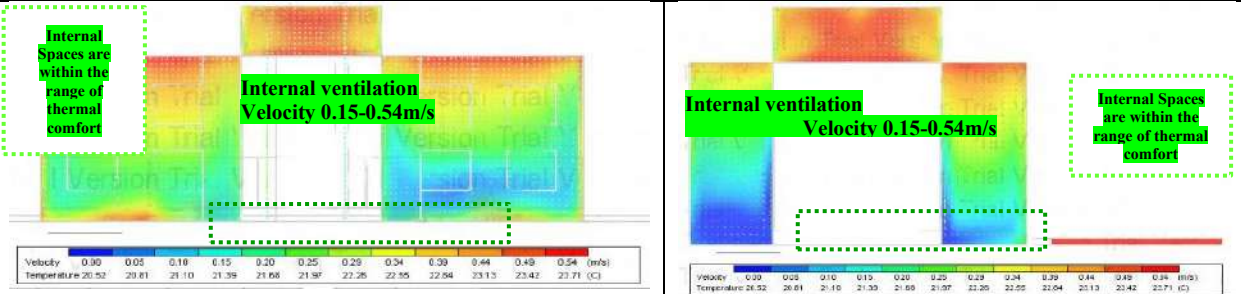 Internal
Spaces are
within the
range of
thermal
comfort
Internal ventilation
Velocity 0.15-0.54m/s
Version Trial
Version Trial
Velocity 0.00 0.05 0.10 0.15 0.20 0.25 0.29 0.34 0.39 0.44 0.49 0.54 (m/s)
Temperature 20.52 20.81 21.10 21.39 21.68 21.97 22.26 22.55 22.84 23.13 23.42 23.71 (C)
Internal ventilation
Velocity 0.15-0.54m/s
Internal Spaces
are within the
range of thermal
comfort
Velocity 0.00 0.05 0.10 0.15 0.20 0.25 0.29 0.34 0.39 0.44 0.49 0.54 (m/s)
Temperature 20.52 20.81 21.10 21.39 21.68 21.97 22.26 22.55 22.84 23.13 23.42 23.71 (C)